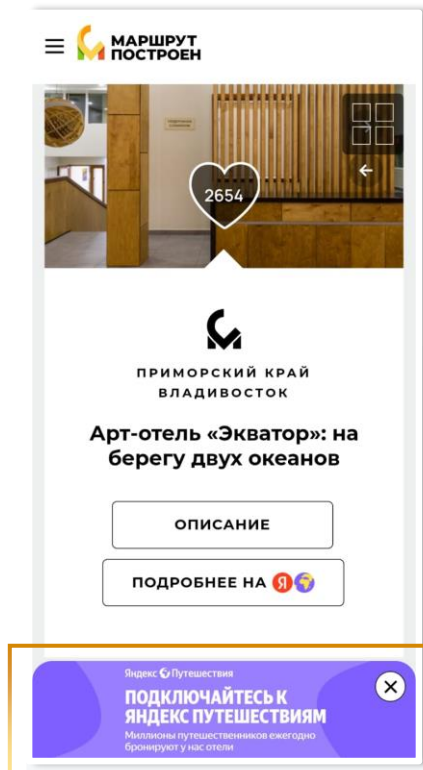 МАРШРУТ
ПОСТРОЕН
2654
ПРИМОРСКИЙ КРАЙ
ВЛАДИВОСТОК
Арт-отель «Экватор»: на
берегу двух океанов
ОПИСАНИЕ
ПОДРОБНЕЕ НА Я
Яндекс Путешествия
ПОДКЛЮЧАЙТЕСЬ К
ЯНДЕКС ПУТЕШЕСТВИЯМ
Миллионы путешественников ежегодно
бронируют у нас отели